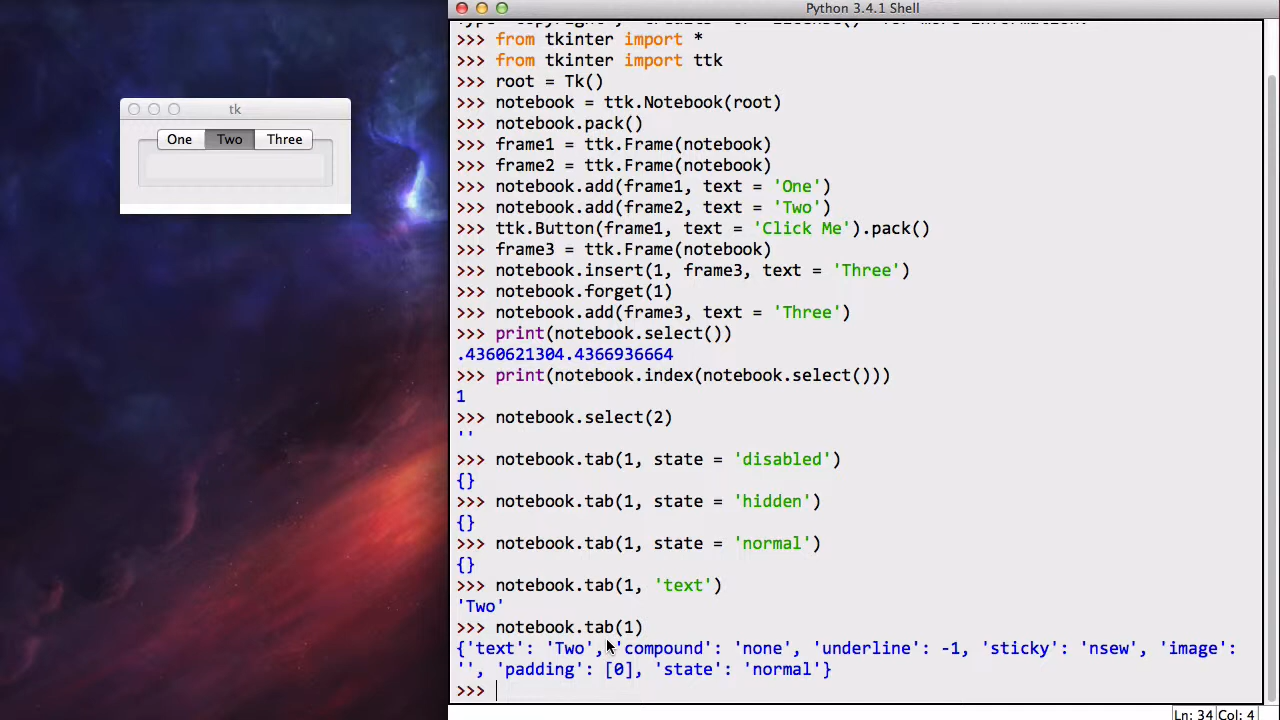 Python 3.4.1 Shell
tk
One Two Three
>>> from tkinter import *
>>> from tkinter import ttk
>>> root = Tk()
>>> notebook = ttk.Notebook(root)
>>> notebook.pack()
>>> frame1 = ttk.Frame(notebook)
>>> frame2 = ttk.Frame(notebook)
>>> notebook.add(frame1, text = 'One')
>>> notebook.add(frame2, text = 'Two')
>>> ttk.Button(frame1, text = 'Click Me').pack()
>>> frame3 = ttk.Frame(notebook)
>>> notebook.insert(1, frame3, text = 'Three')
>>> notebook.forget(1)
>>> notebook.add(frame3, text = 'Three')
>>> print(notebook.select())
.4360621304.4366936664
>>> print(notebook.index(notebook.select()))
1
>>> notebook.select(2)
''
>>> notebook.tab(1, state = 'disabled')
{}
>>> notebook.tab(1, state = 'hidden')
{}
>>> notebook.tab(1, state = 'normal')
{}
>>> notebook.tab(1, 'text')
'Two'
>>> notebook.tab(1)
{'text': 'Two', 'compound': 'none', 'underline': -1, 'sticky': 'nsew', 'image':
'', 'padding': [0], 'state': 'normal'}
>>>
Ln: 34 Col: 4